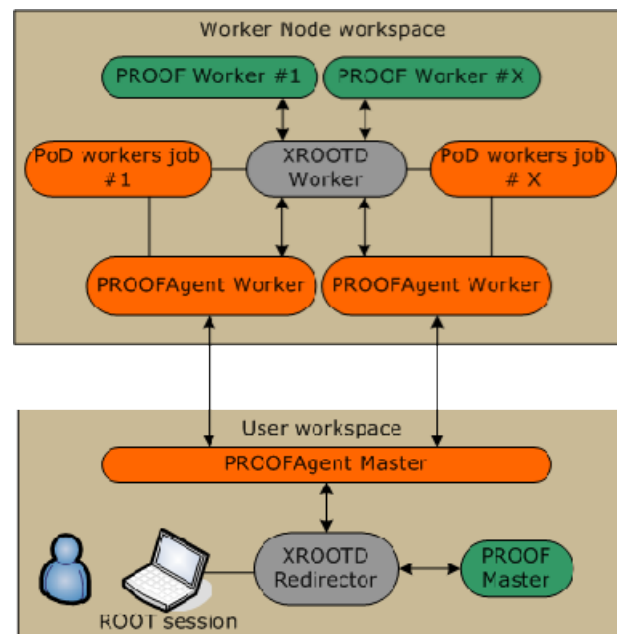 Worker Node workspace
PROOF Worker #1
PROOF Worker #X
PoD workers job
#1
XROOTD
Worker
PoD workers job
# X
PROOFAgent Worker
PROOFAgent Worker
User workspace
PROOFAgent Master
XROOTD
Redirector
PROOF
Master
ROOT session